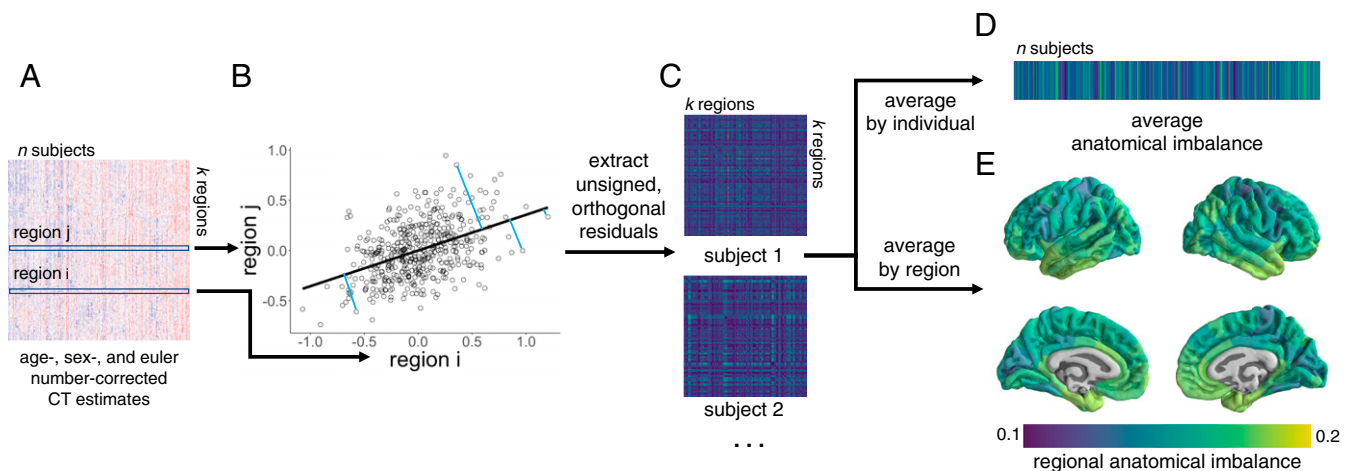 A
n subjects
k regions
region j
region i
age-, sex-, and euler
number-corrected
CT estimates
B
1.0
0.5
0.0
-0.5
region j
-1.0
-0.5
0.0
0.5
1.0
region i
extract
unsigned,
orthogonal
residuals
C
k regions
k regions
subject 1
subject 2
...
average
by individual
average
by region
D
n subjects
average
anatomical imbalance
E
0.1
0.2
regional anatomical imbalance